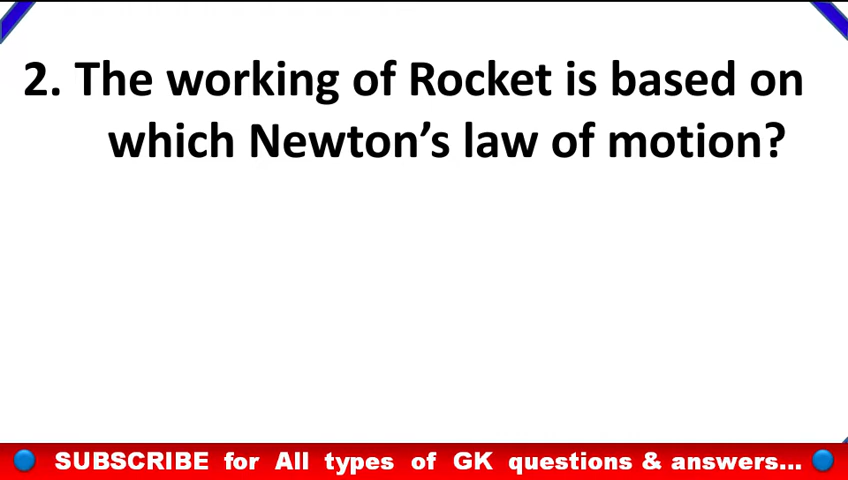 2. The working of Rocket is based on
which Newton’s law of motion?
SUBSCRIBE for All types of GK questions & answers...